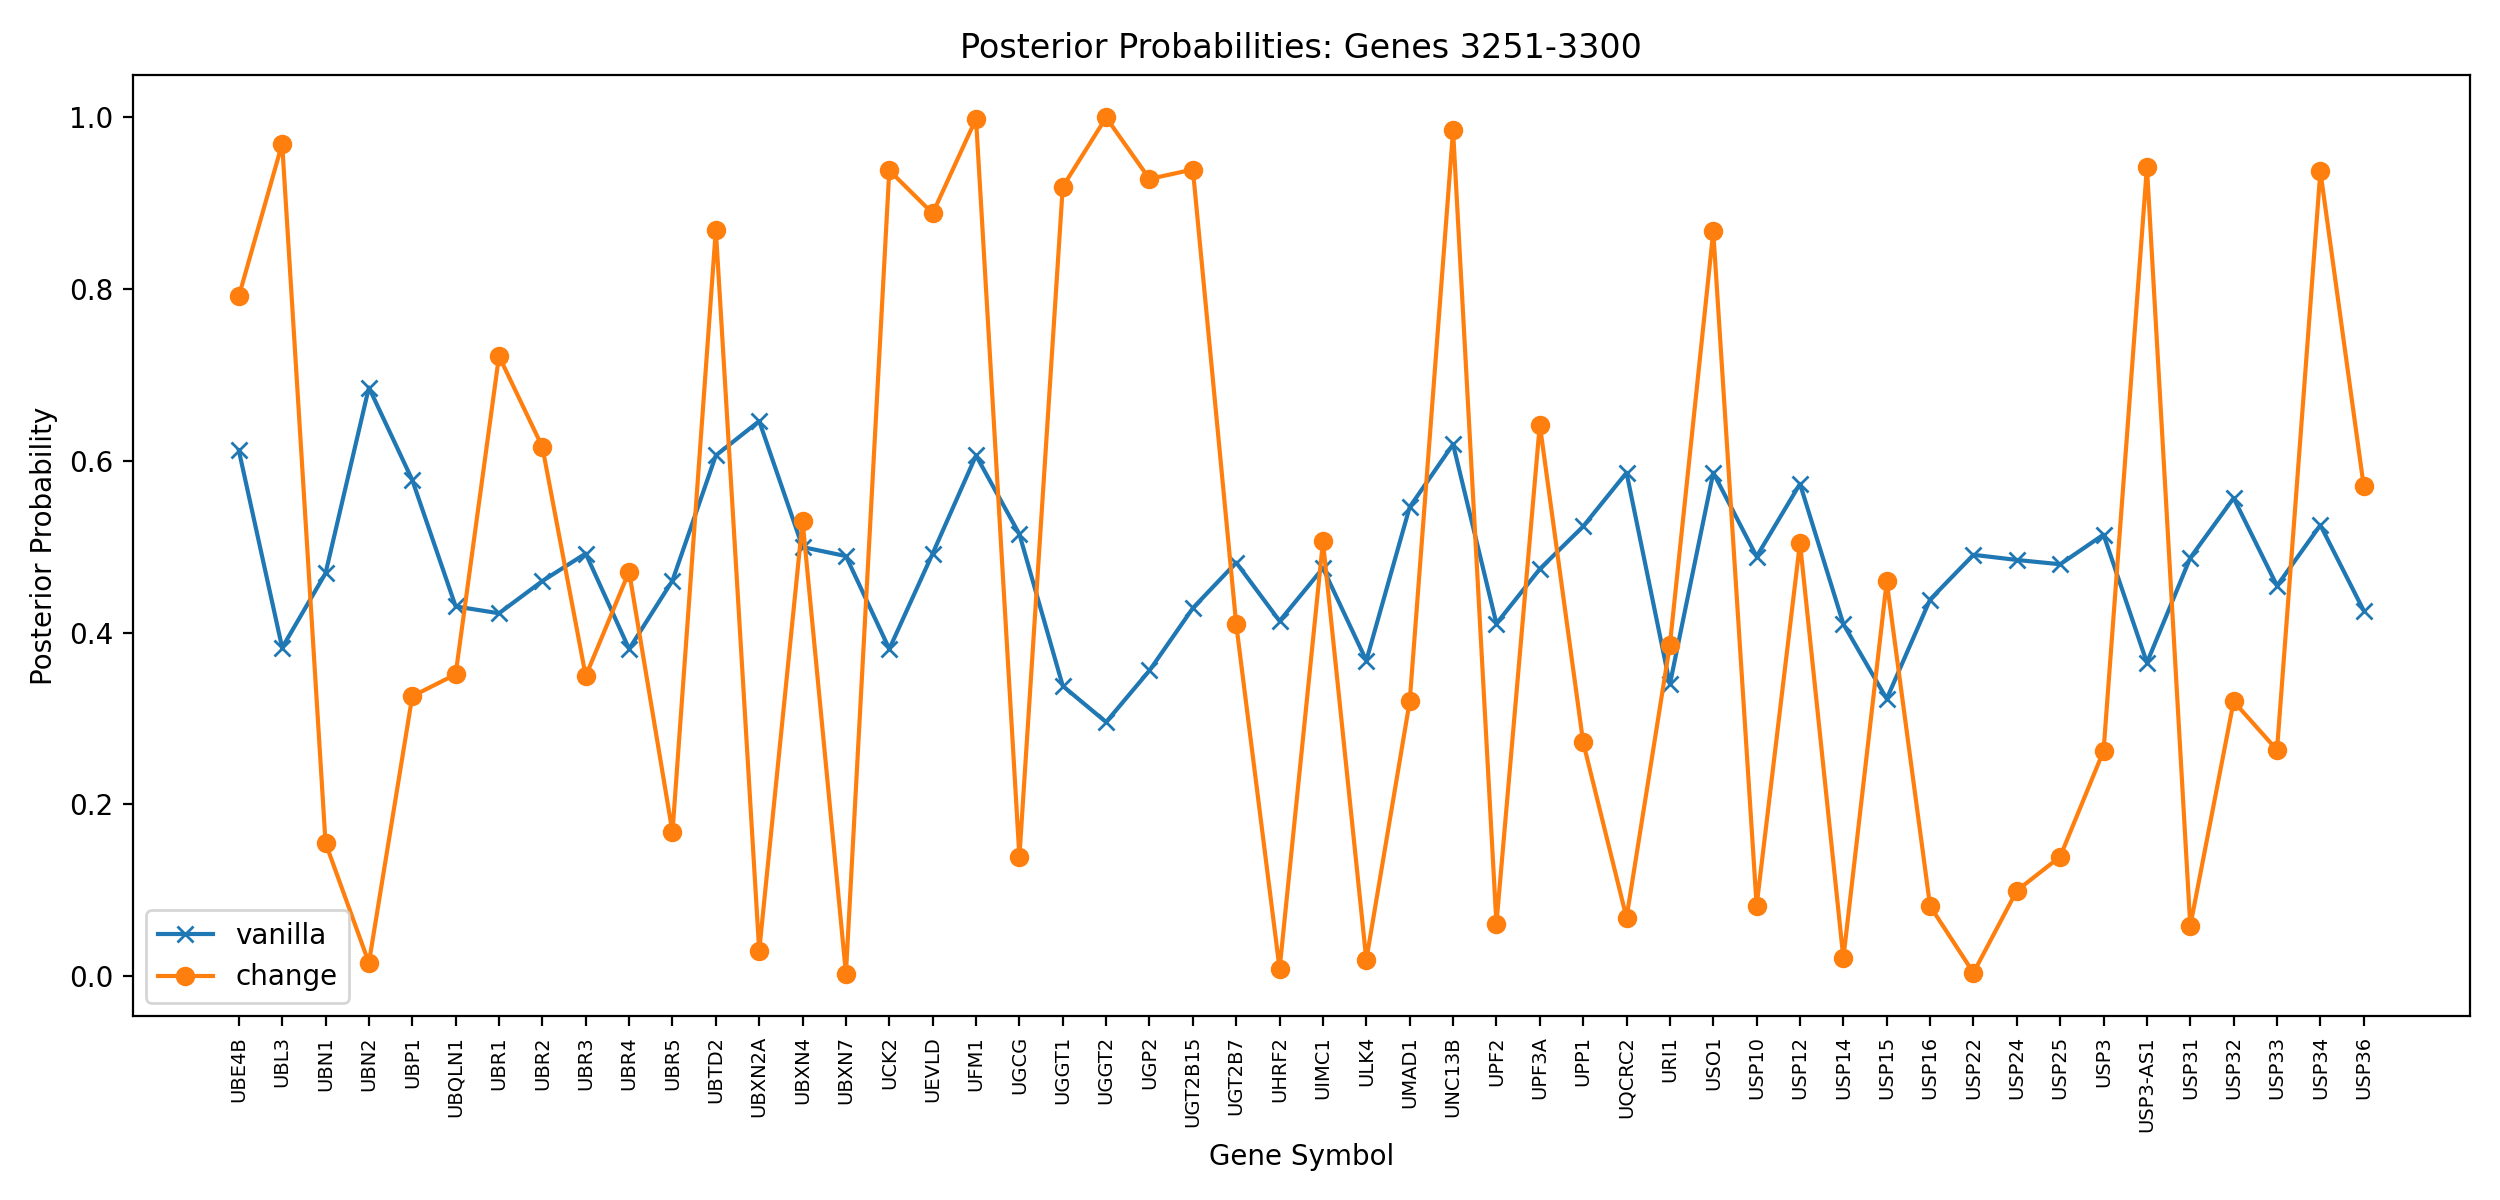 Posterior Probabilities: Genes 3251-3300
Posterior Probability
1.0
0.8
0.6
0.4
0.2
0.0
vanilla
change
UBE4B
UBL3
UBN1
UBN2
UBP1
UBQLN1
UBR1
UBR2
UBR3
UBR4
UBR5
UBTD2
UBXN2A
UBXN4
UBXN7
UCK2
UEVLD
UFM1
UGCG
UGGT1
UGGT2
UGP2
UGT2B15
UGT2B7
UHRF2
UIMC1
ULK4
UMAD1
UNC13B
UPF2
UPF3A
UPP1
UQCRC2
URI1
USO1
USP10
USP12
USP14
USP15
USP16
USP22
USP24
USP25
USP3
USP3-AS1
USP31
USP32
USP33
USP34
USP36
Gene Symbol